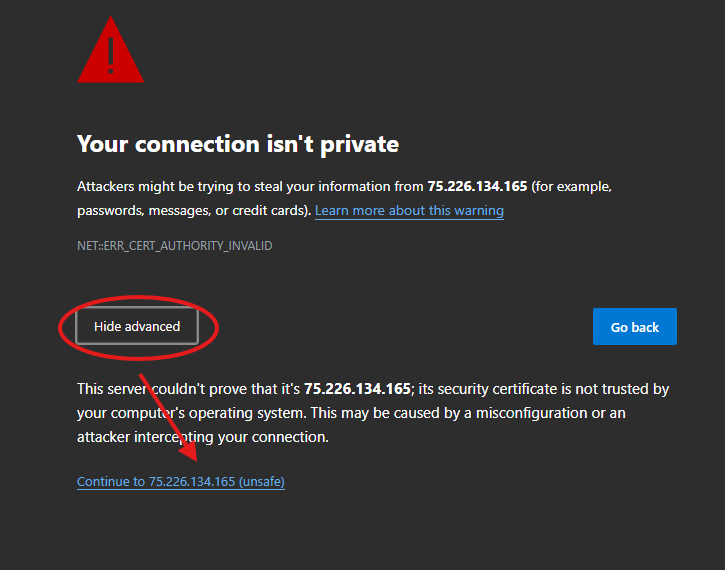 Your connection isn't private
Attackers might be trying to steal your information from 75.226.134.165 (for example,
passwords, messages, or credit cards). Learn more about this warning
NET::ERR_CERT_AUTHORITY_INVALID
Hide advanced
Go back
This server couldn't prove that it's 75.226.134.165; its security certificate is not trusted by
your computer's operating system. This may be caused by a misconfiguration or an
attacker intercepting your connection.
Continue to 75.226.134.165 (unsafe)